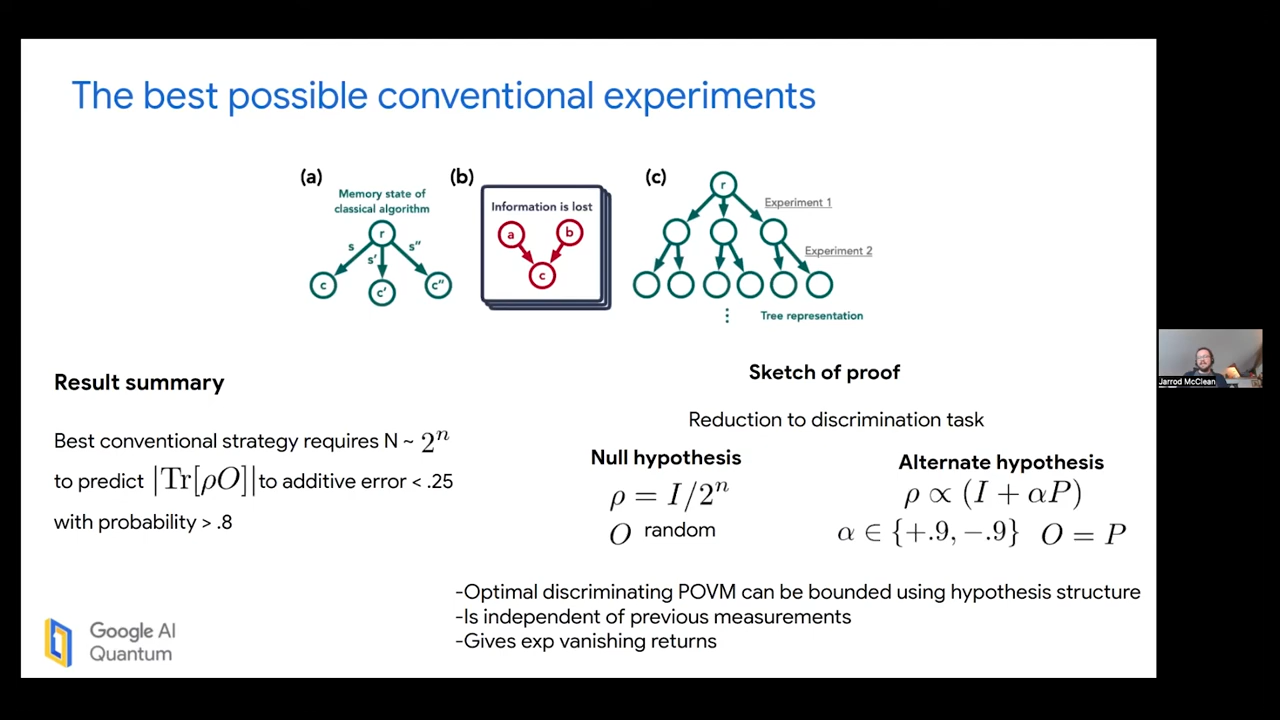 The best possible conventional experiments
(a)
Memory state of
classical algorithm
r
s
s'
s"
c
c'
c"
(b)
Information is lost
a
b
c
(c)
r
Experiment 1
Experiment 2
⋮
Tree representation
Result summary
Best conventional strategy requires N ~ 2ⁿ
to predict |Tr[ρO]| to additive error < .25
with probability > .8
Sketch of proof
Reduction to discrimination task
Null hypothesis
ρ = I/2ⁿ
O random
Alternate hypothesis
ρ ∝ (I + αP)
α ∈ {+.9, −.9} O = P
-Optimal discriminating POVM can be bounded using hypothesis structure
-Is independent of previous measurements
-Gives exp vanishing returns
Google AI
Quantum
Jarrod McClean